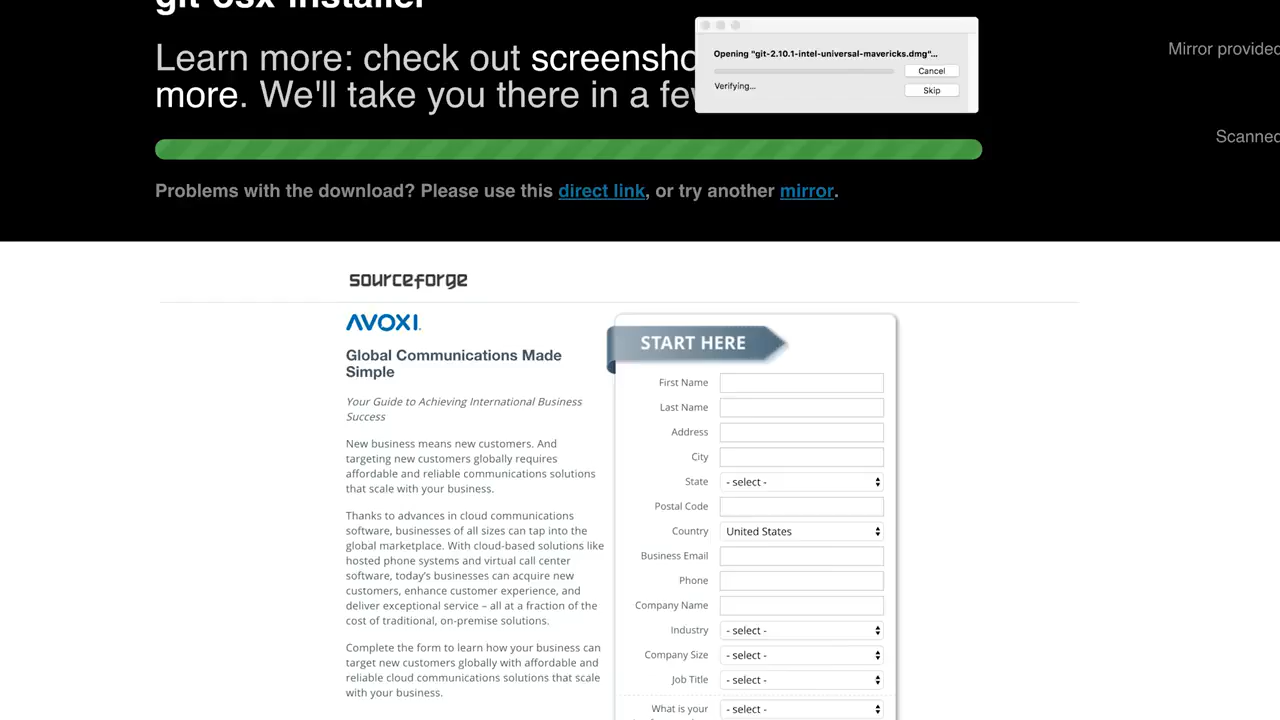 git-osx-installer
Opening "git-2.10.1-intel-universal-mavericks.dmg"...
Cancel
Verifying...
Skip
Learn more: check out screensho
more. We'll take you there in a few
Mirror provided
Scanned
Problems with the download? Please use this direct link, or try another mirror.
sourceforge
AVOXI
Global Communications Made
Simple
Your Guide to Achieving International Business
Success
New business means new customers. And
targeting new customers globally requires
affordable and reliable communications solutions
that scale with your business.
Thanks to advances in cloud communications
software, businesses of all sizes can tap into the
global marketplace. With cloud-based solutions like
hosted phone systems and virtual call center
software, today's businesses can acquire new
customers, enhance customer experience, and
deliver exceptional service – all at a fraction of the
cost of traditional, on-premise solutions.
Complete the form to learn how your business can
target new customers globally with affordable and
reliable cloud communications solutions that scale
with your business.
START HERE
First Name
Last Name
Address
City
State - select -
Postal Code
Country United States
Business Email
Phone
Company Name
Industry - select -
Company Size - select -
Job Title - select -
What is your - select -